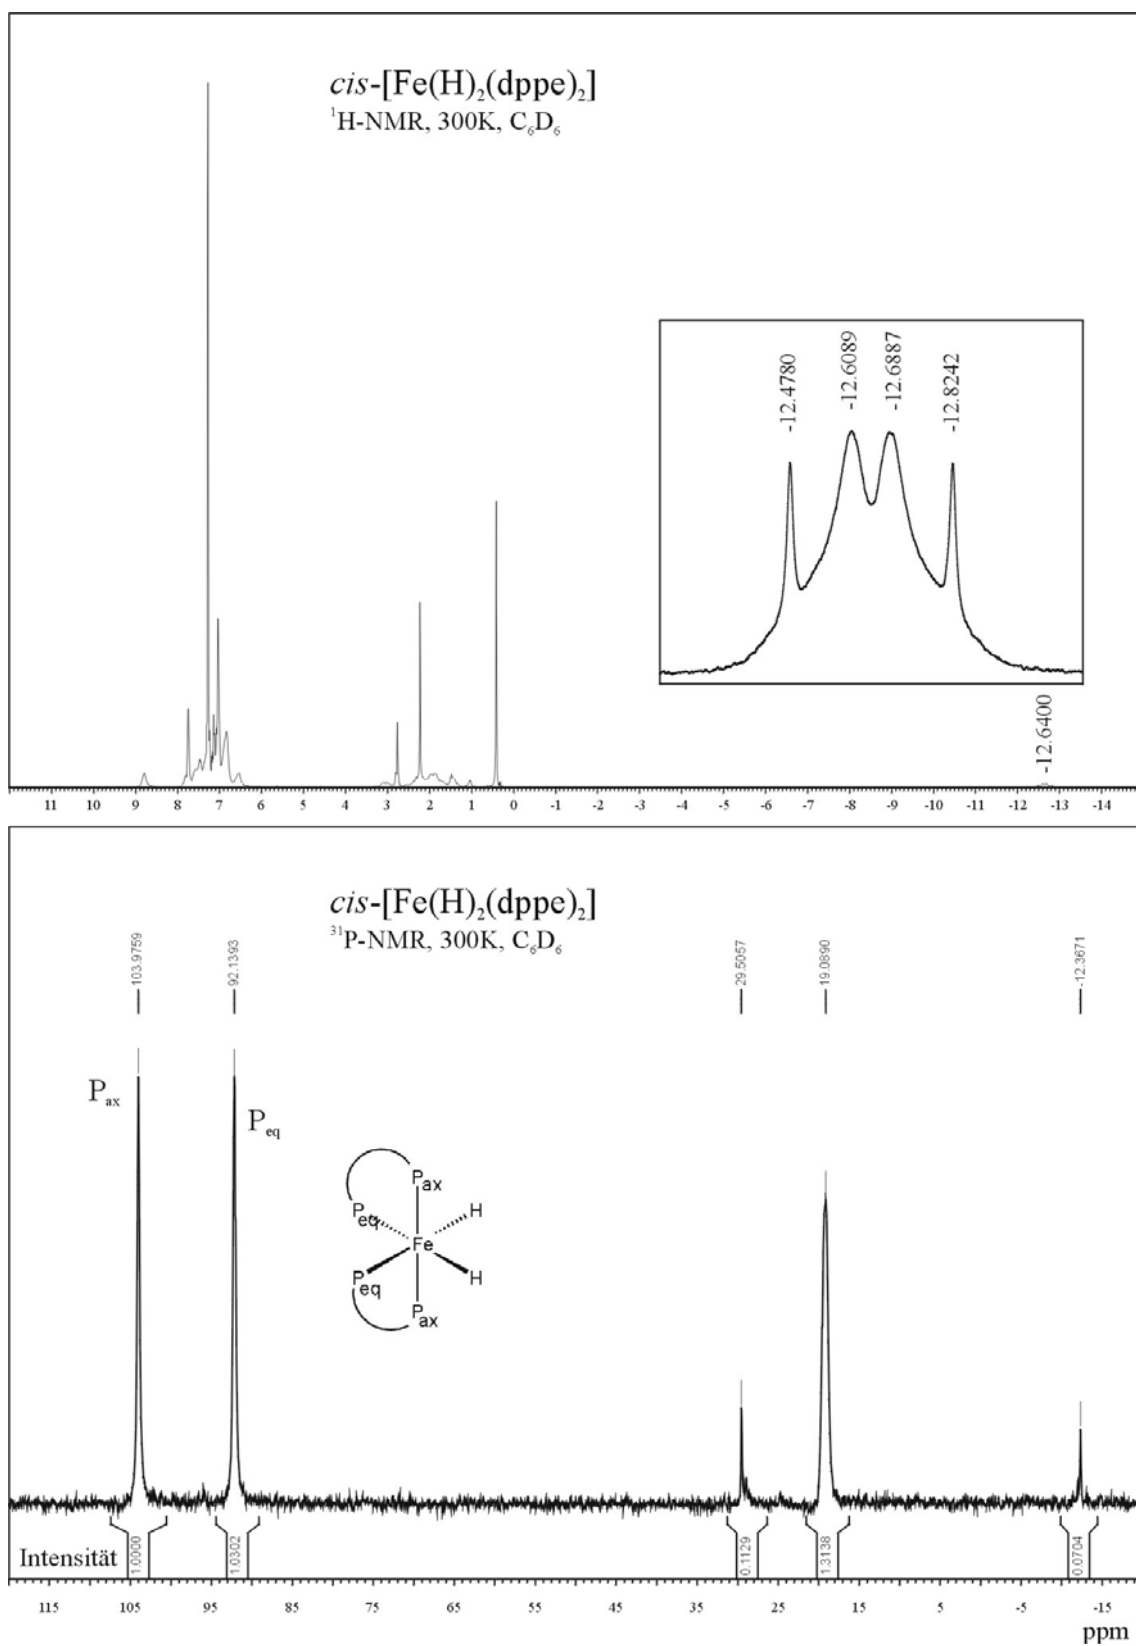 cis-[Fe(H)₂(dppe)₂]
¹H-NMR, 300K, C₆D₆
-12.4780
-12.6089
-12.6887
-12.8242
-12.6400
11 10 9 8 7 6 5 4 3 2 1 0 -1 -2 -3 -4 -5 -6 -7 -8 -9 -10 -11 -12 -13 -14
cis-[Fe(H)₂(dppe)₂]
³¹P-NMR, 300K, C₆D₆
103.9759
92.1393
29.5057
19.0890
-12.3671
Pax
Peq
Pax
Peq
H
Fe
Peq
H
Pax
Intensität
1.0000
1.0302
0.1129
1.3138
0.0704
115 105 95 85 75 65 55 45 35 25 15 5 -5 -15
ppm